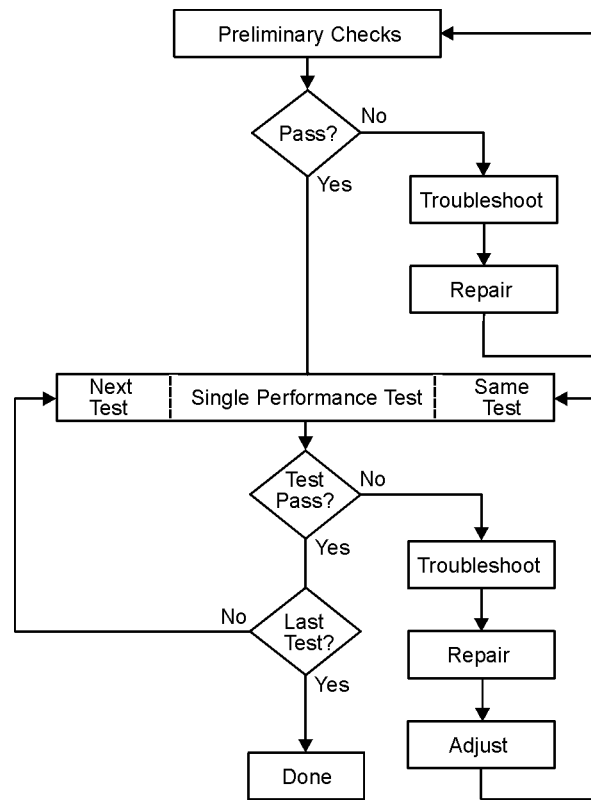 Preliminary Checks
Pass?
No
Yes
Troubleshoot
Repair
Next
Test
Single Performance Test
Same
Test
Test
Pass?
No
Yes
Troubleshoot
No
Last
Test?
Yes
Repair
Adjust
Done